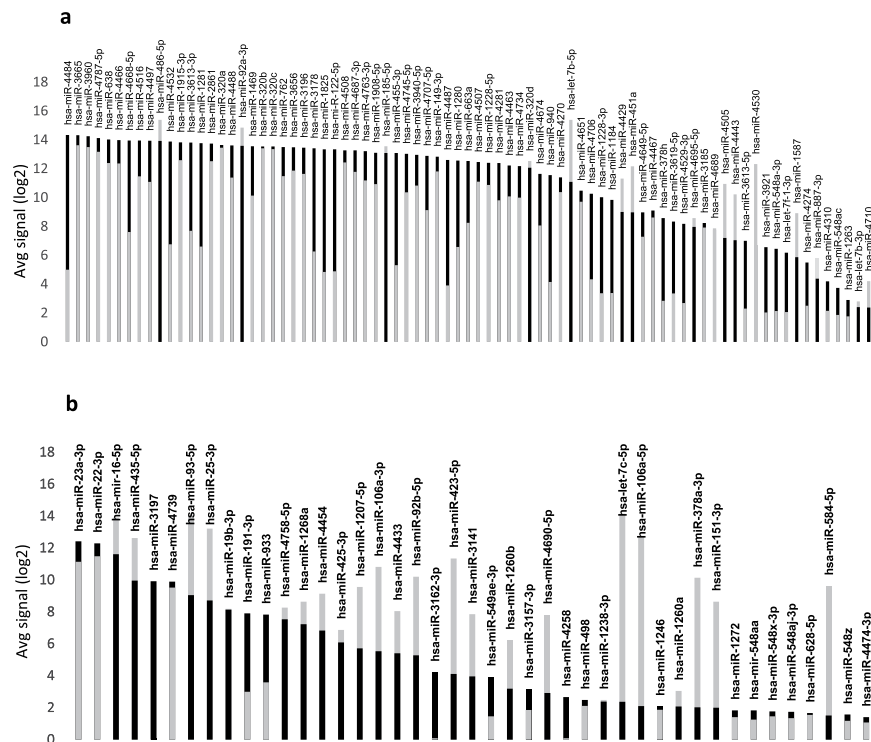 a
Avg signal (log2)
18
16
14
12
10
8
6
4
2
0
hsa-miR-4484
hsa-miR-3665
hsa-miR-3960
hsa-miR-4787-5p
hsa-miR-638
hsa-miR-4466
hsa-miR-4668-5p
hsa-miR-4516
hsa-miR-4497
hsa-miR-486-5p
hsa-miR-4532
hsa-miR-1915-3p
hsa-miR-3613-3p
hsa-miR-1281
hsa-miR-2861
hsa-miR-320a
hsa-miR-4488
hsa-miR-92a-3p
hsa-miR-1469
hsa-miR-320b
hsa-miR-320c
hsa-miR-762
hsa-miR-3656
hsa-miR-3196
hsa-miR-3178
hsa-miR-1825
hsa-miR-122-5p
hsa-miR-4508
hsa-miR-4687-3p
hsa-miR-4763-3p
hsa-miR-1908-5p
hsa-miR-185-5p
hsa-miR-455-3p
hsa-miR-4745-5p
hsa-miR-3940-5p
hsa-miR-4707-5p
hsa-miR-149-3p
hsa-miR-4487
hsa-miR-1280
hsa-miR-663a
hsa-miR-4507
hsa-miR-1228-5p
hsa-miR-4281
hsa-miR-4463
hsa-miR-4734
hsa-miR-320d
hsa-miR-4674
hsa-miR-940
hsa-miR-4270
hsa-let-7b-5p
hsa-miR-4651
hsa-miR-4706
hsa-miR-1228-3p
hsa-miR-1184
hsa-miR-4429
hsa-miR-451a
hsa-miR-4649-5p
hsa-miR-4467
hsa-miR-378h
hsa-miR-3619-5p
hsa-miR-4529-3p
hsa-miR-4695-5p
hsa-miR-3185
hsa-miR-4689
hsa-miR-4505
hsa-miR-4443
hsa-miR-3613-5p
hsa-miR-4530
hsa-miR-3921
hsa-miR-548a-3p
hsa-let-7f-1-3p
hsa-miR-1587
hsa-miR-4274
hsa-miR-887-3p
hsa-miR-4310
hsa-miR-548ac
hsa-miR-1263
hsa-let-7b-3p
hsa-miR-4710
b
Avg signal (log2)
18
16
14
12
10
8
6
4
2
0
hsa-miR-23a-3p
hsa-miR-22-3p
hsa-mir-16-5p
hsa-miR-435-5p
hsa-miR-3197
hsa-miR-4739
hsa-miR-93-5p
hsa-miR-25-3p
hsa-miR-19b-3p
hsa-miR-191-3p
hsa-miR-933
hsa-miR-4758-5p
hsa-miR-1268a
hsa-miR-4454
hsa-miR-425-3p
hsa-miR-1207-5p
hsa-miR-106a-3p
hsa-miR-4433
hsa-miR-92b-5p
hsa-miR-3162-3p
hsa-miR-423-5p
hsa-miR-3141
hsa-miR-549ae-3p
hsa-miR-1260b
hsa-miR-3157-3p
hsa-miR-4690-5p
hsa-miR-4258
hsa-miR-498
hsa-miR-1238-3p
hsa-let-7c-5p
hsa-miR-106a-5p
hsa-miR-1246
hsa-miR-1260a
hsa-miR-378a-3p
hsa-miR-151-3p
hsa-miR-1272
hsa-mir-548aa
hsa-miR-548x-3p
hsa-miR-548aj-3p
hsa-miR-628-5p
hsa-miR-584-5p
hsa-miR-548z
hsa-miR-4474-3p